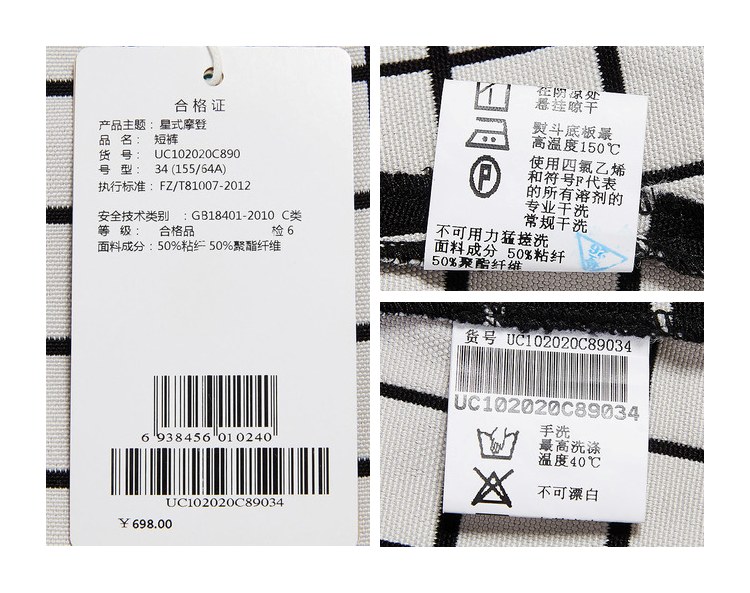 合格证
产品主题：星式摩登
品 名：短裤
货 号：UC102020C890
号 型：34 (155/64A)
执行标准：FZ/T81007-2012
安全技术类别：GB18401-2010 C类
等 级：合格品 检 6
面料成分：50%粘纤 50%聚酯纤维
6 938456 010240
UC102020C89034
￥698.00
在阴凉处
悬挂晾干
熨斗底板最
高温度150℃
P
使用四氯乙烯
和符号F代表
的所有溶剂的
专业干洗
常规干洗
不可用力猛搓洗
面料成分 50%粘纤
50%聚酯纤维
货号 UC102020C89034
UC102020C89034
手洗
最高洗涤
温度40℃
不可漂白